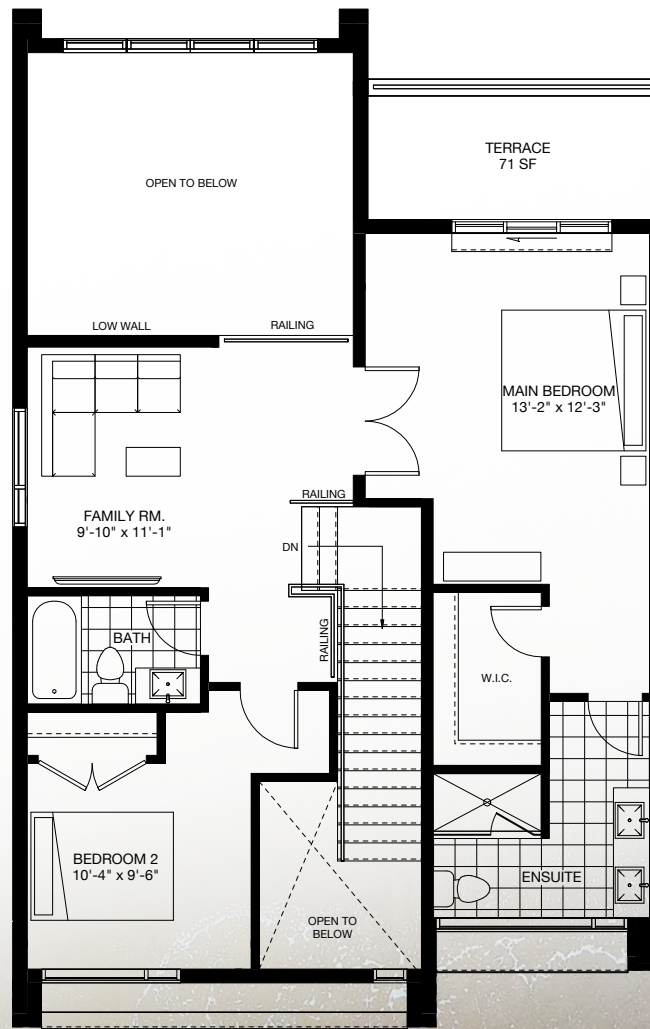 TERRACE
71 SF
OPEN TO BELOW
LOW WALL
RAILING
MAIN BEDROOM
13'-2" x 12'-3"
RAILING
FAMILY RM.
9'-10" x 11'-1"
DN
BATH
RAILING
W.I.C.
BEDROOM 2
10'-4" x 9'-6"
ENSUITE
OPEN TO
BELOW